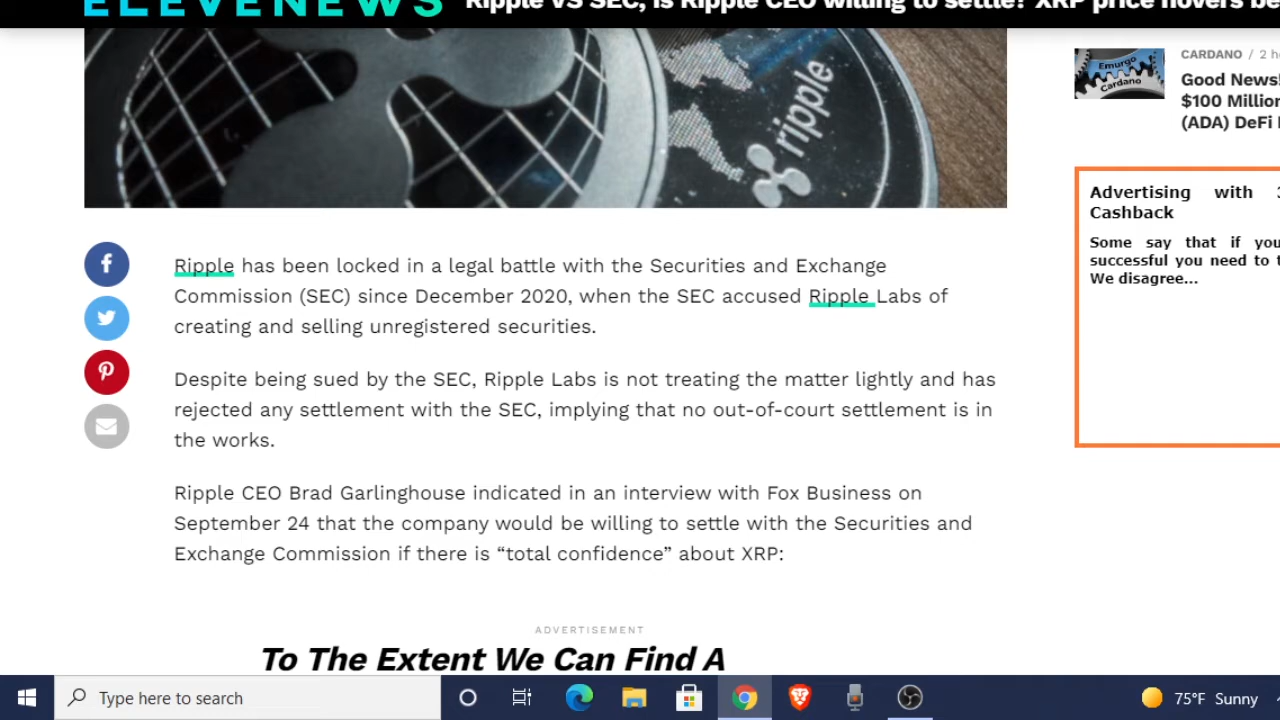 ELEVENEWS
Ripple VS SEC, is Ripple CEO willing to settle? XRP price hovers be
ripple
CARDANO / 2 h
Emurgo
Cardano
Good News!
$100 Million
(ADA) DeFi
Advertising with
Cashback
Some say that if you
successful you need to
We disagree...
Ripple has been locked in a legal battle with the Securities and Exchange
Commission (SEC) since December 2020, when the SEC accused Ripple Labs of
creating and selling unregistered securities.
Despite being sued by the SEC, Ripple Labs is not treating the matter lightly and has
rejected any settlement with the SEC, implying that no out-of-court settlement is in
the works.
Ripple CEO Brad Garlinghouse indicated in an interview with Fox Business on
September 24 that the company would be willing to settle with the Securities and
Exchange Commission if there is “total confidence” about XRP:
ADVERTISEMENT
To The Extent We Can Find A
Type here to search
75°F Sunny